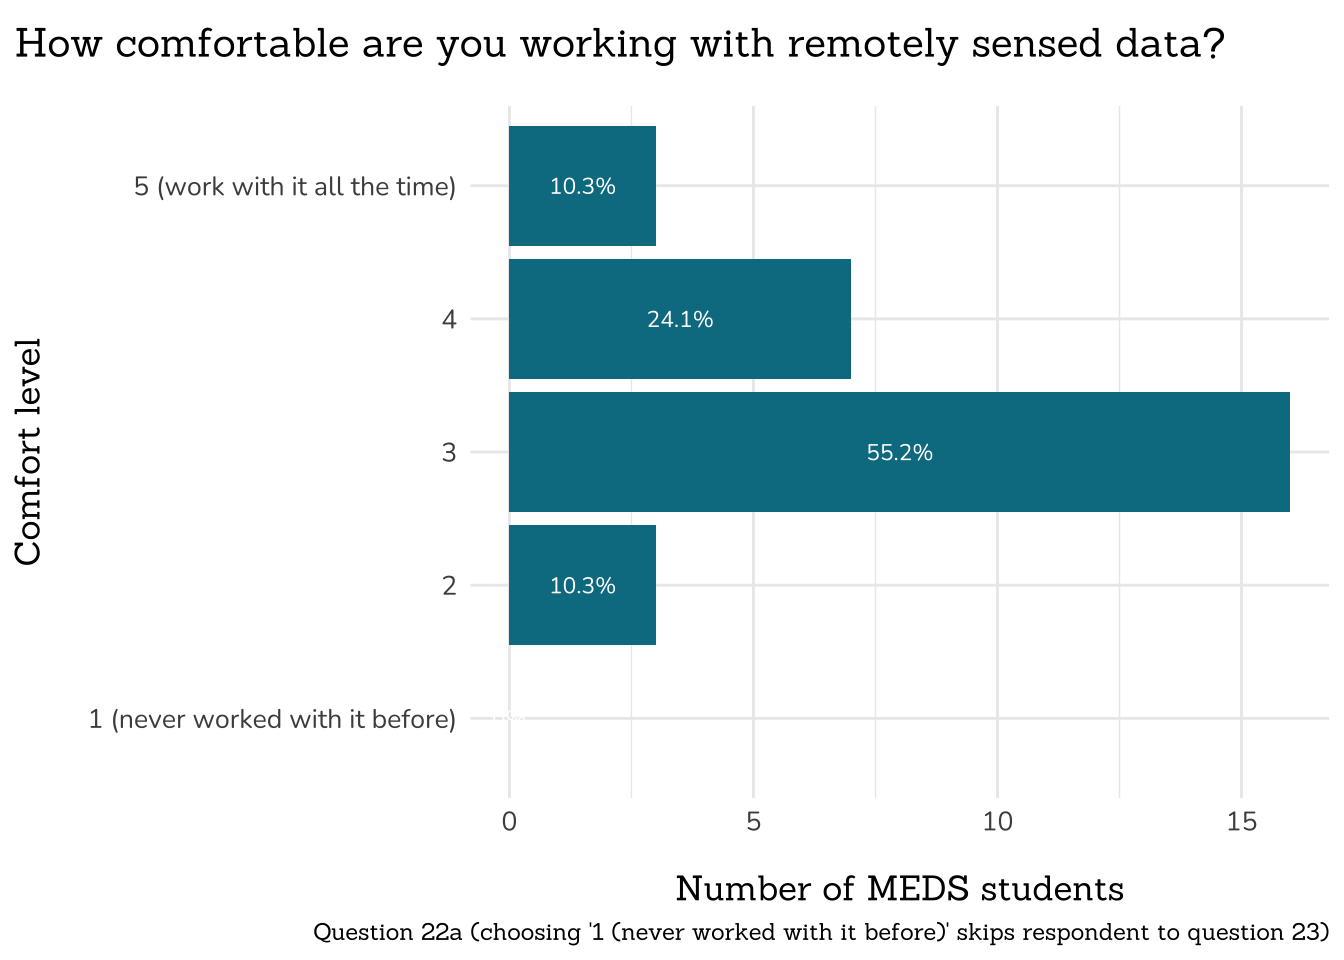 How comfortable are you working with remotely sensed data?
5 (work with it all the time)
10.3%
4
24.1%
3
55.2%
2
10.3%
1 (never worked with it before)
0 5 10 15
Comfort level
Number of MEDS students
Question 22a (choosing '1 (never worked with it before)' skips respondent to question 23)